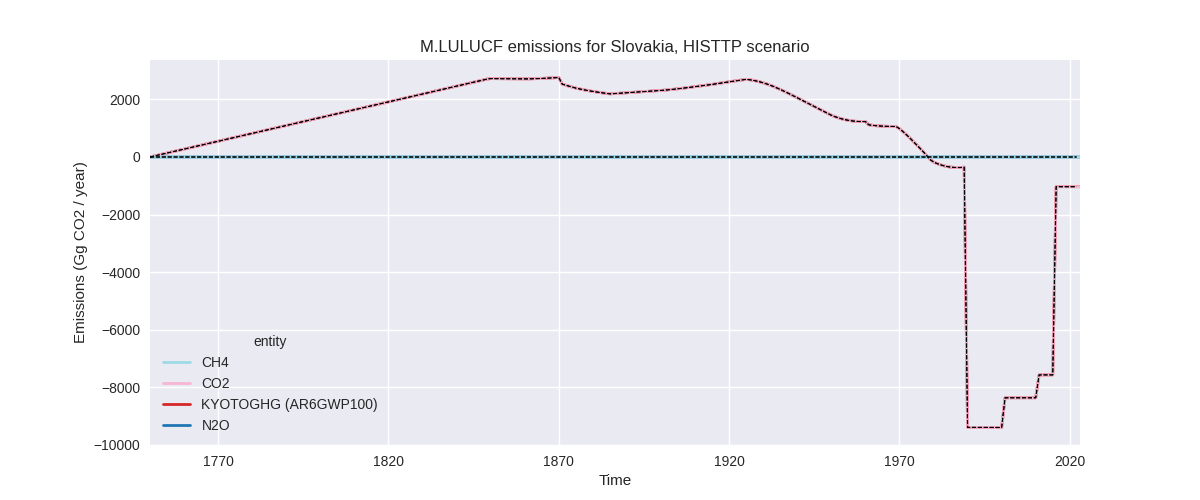 M.LULUCF emissions for Slovakia, HISTTP scenario
Emissions (Gg CO2 / year)
2000
0
−2000
−4000
−6000
−8000
−10000
entity
CH4
CO2
KYOTOGHG (AR6GWP100)
N2O
1770 1820 1870 1920 1970 2020
Time